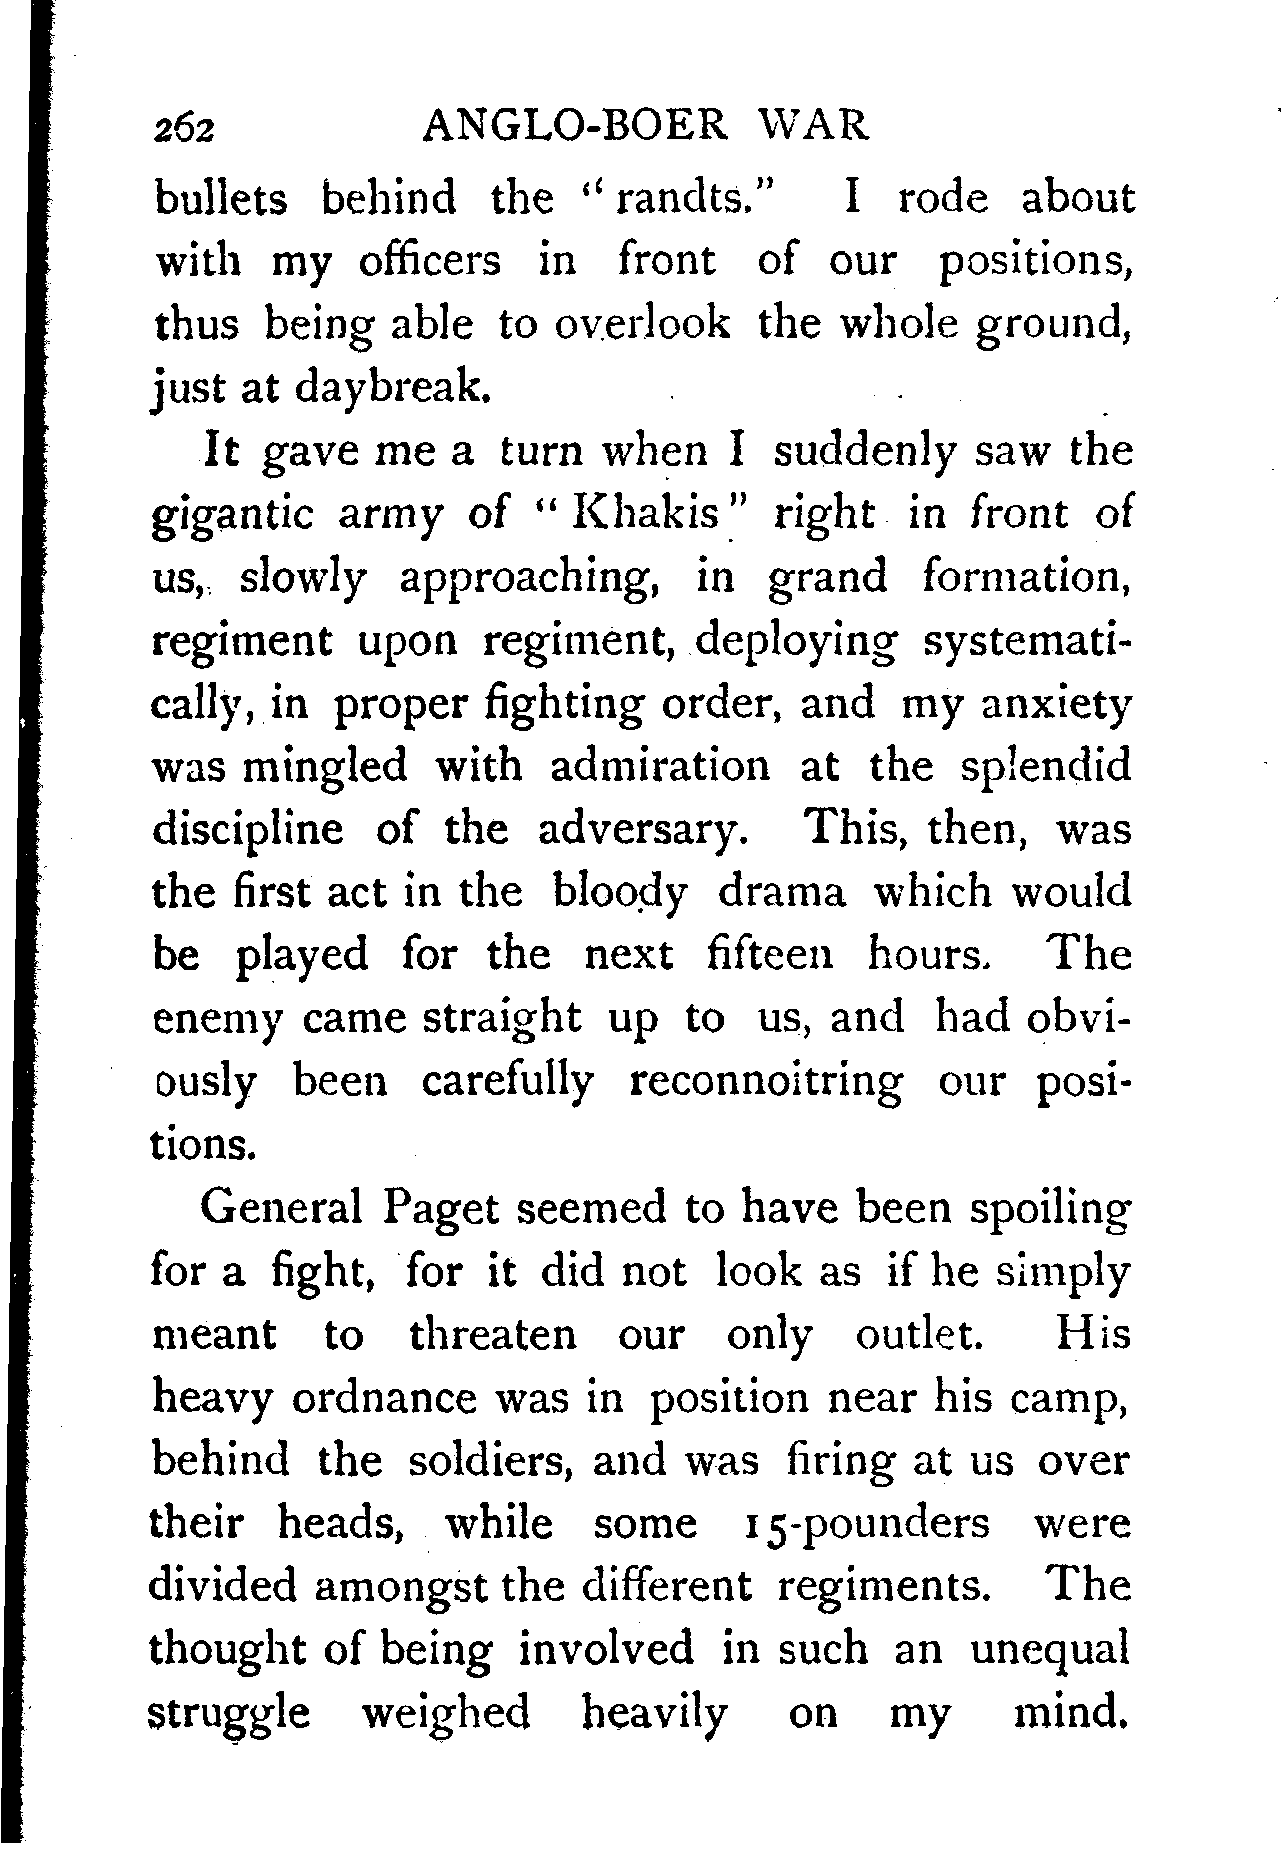 262 ANGLO-BOER WAR
bullets behind the “randts.” I rode about
with my officers in front of our positions,
thus being able to overlook the whole ground,
just at daybreak.
It gave me a turn when I suddenly saw the
gigantic army of “Khakis” right in front of
us, slowly approaching, in grand formation,
regiment upon regiment, deploying systemati-
cally, in proper fighting order, and my anxiety
was mingled with admiration at the splendid
discipline of the adversary. This, then, was
the first act in the bloody drama which would
be played for the next fifteen hours. The
enemy came straight up to us, and had obvi-
ously been carefully reconnoitring our posi-
tions.
General Paget seemed to have been spoiling
for a fight, for it did not look as if he simply
meant to threaten our only outlet. His
heavy ordnance was in position near his camp,
behind the soldiers, and was firing at us over
their heads, while some 15-pounders were
divided amongst the different regiments. The
thought of being involved in such an unequal
struggle weighed heavily on my mind.